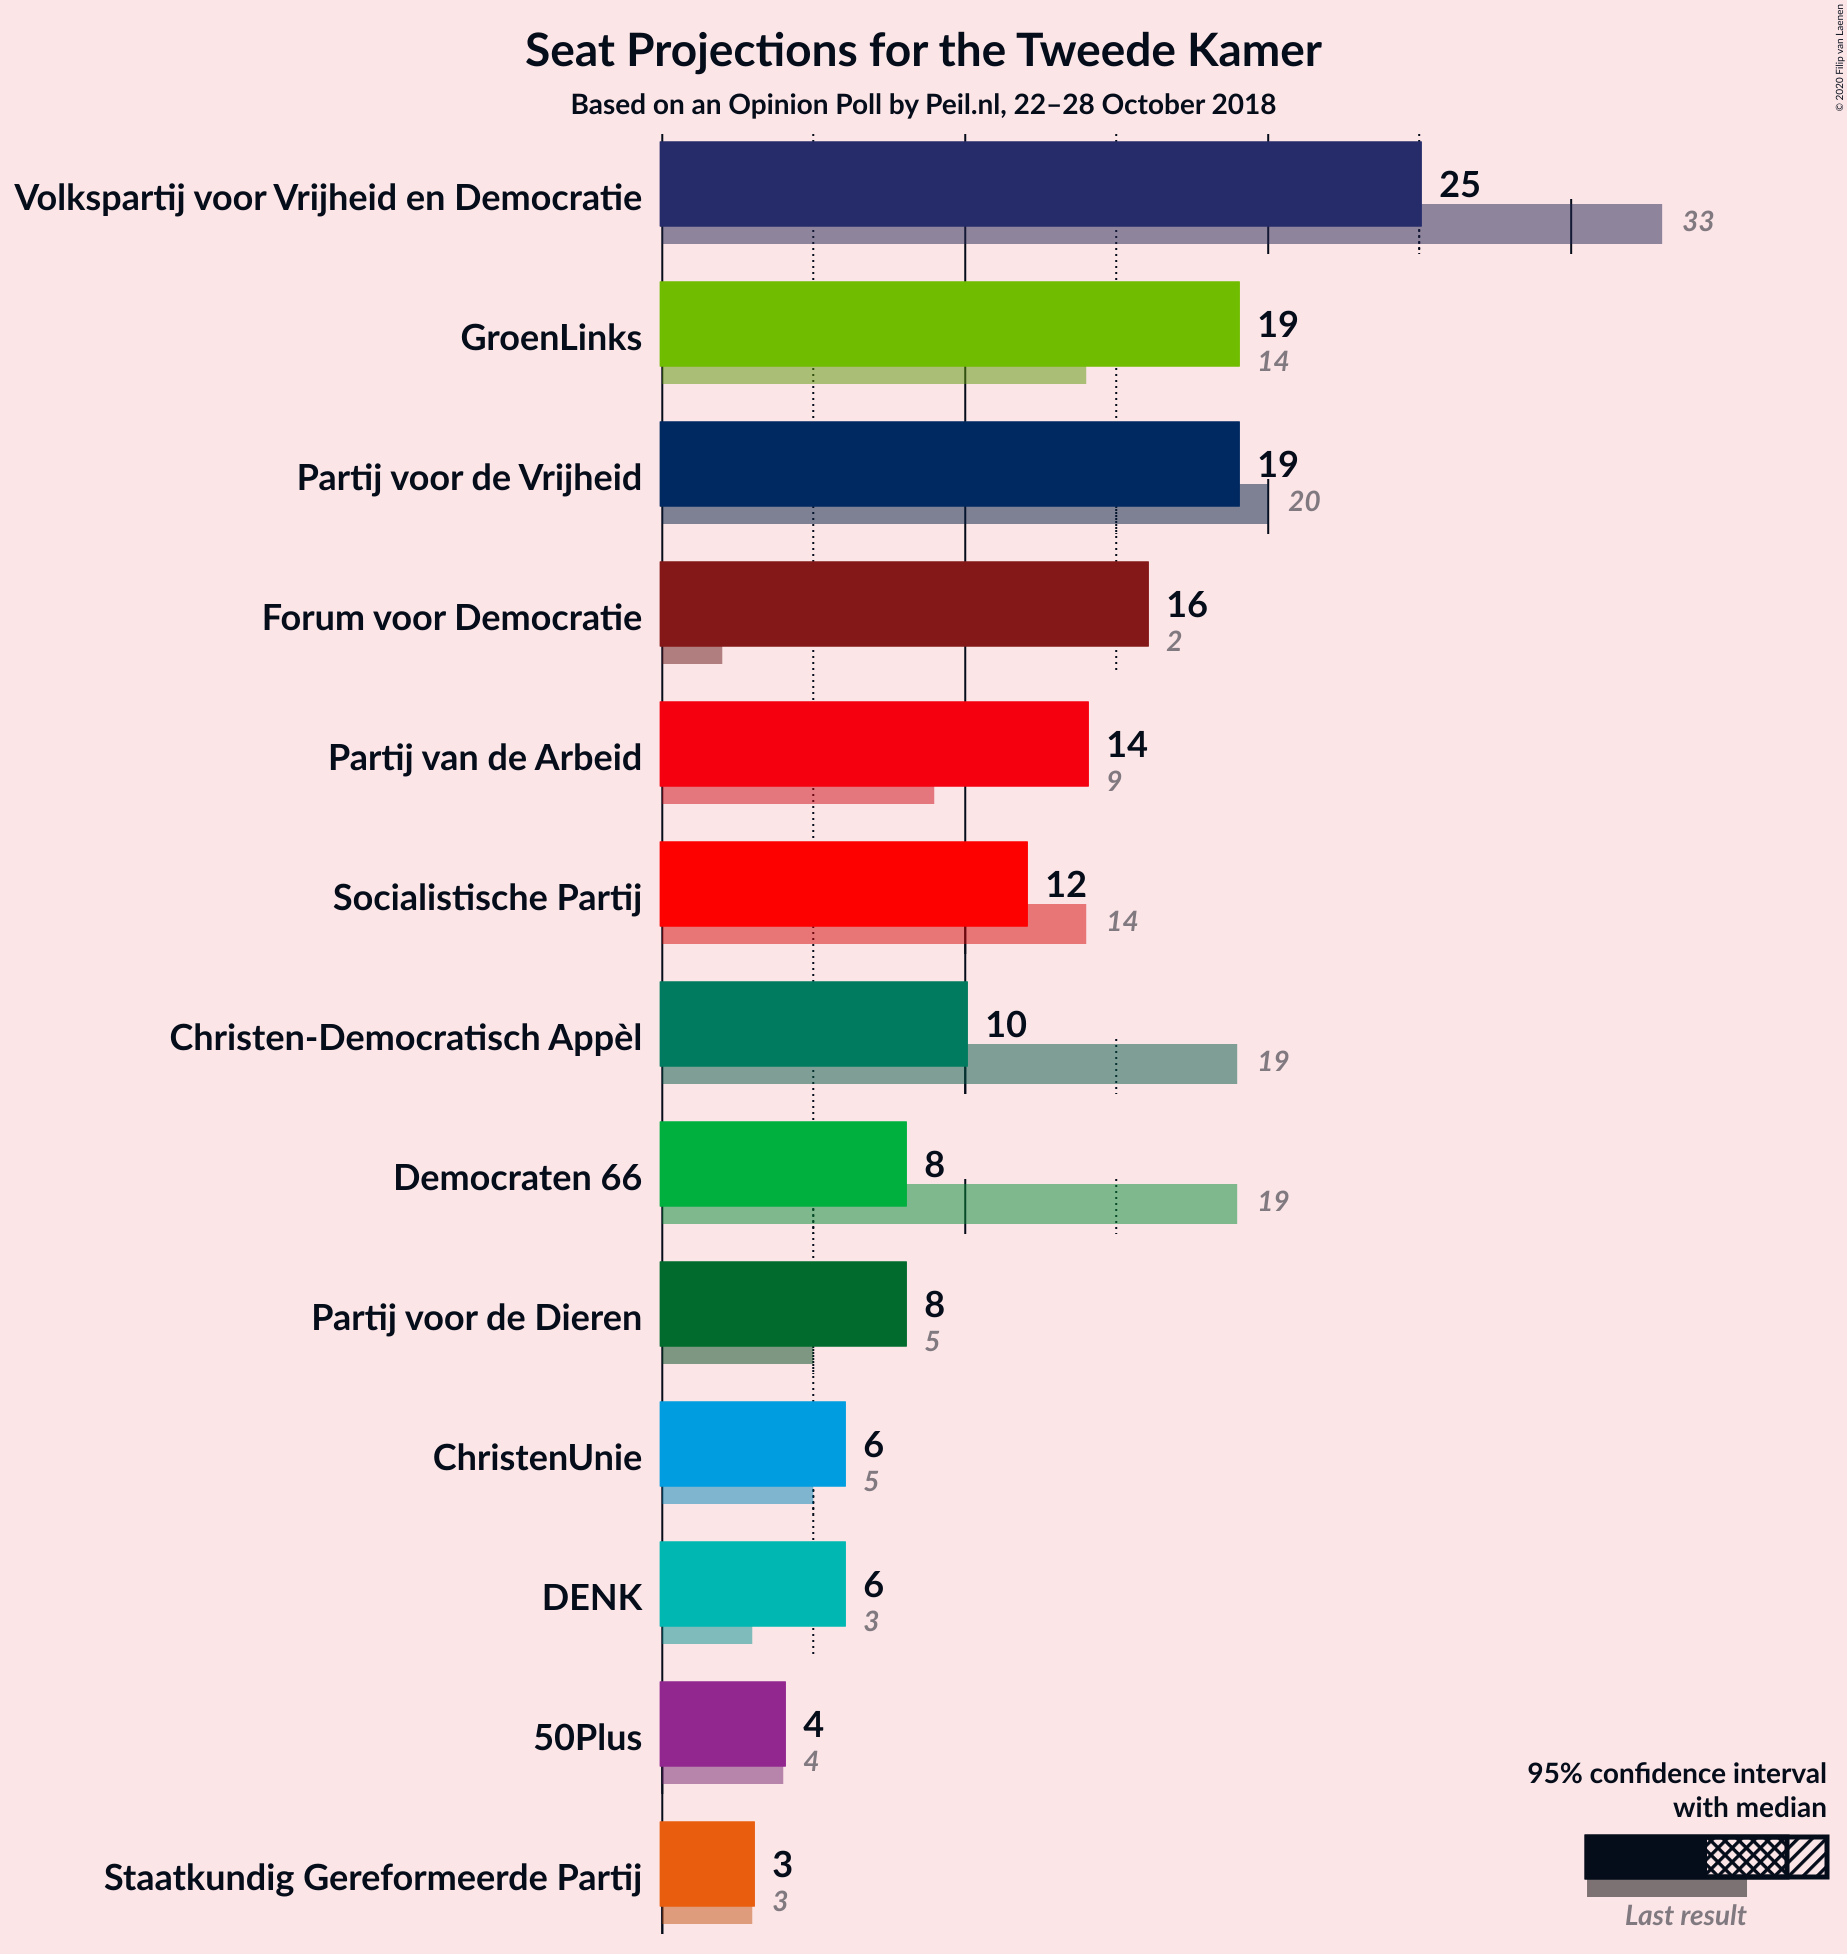 Seat Projections for the Tweede Kamer
Based on an Opinion Poll by Peil.nl, 22–28 October 2018
© 2020 Filip van Laenen
Volkspartij voor Vrijheid en Democratie
25
33
GroenLinks
19
14
Partij voor de Vrijheid
19
20
Forum voor Democratie
16
2
Partij van de Arbeid
14
9
Socialistische Partij
12
14
Christen-Democratisch Appèl
10
19
Democraten 66
8
19
Partij voor de Dieren
8
5
ChristenUnie
6
5
DENK
6
3
50Plus
4
4
Staatkundig Gereformeerde Partij
3
3
95% confidence interval
with median
Last result